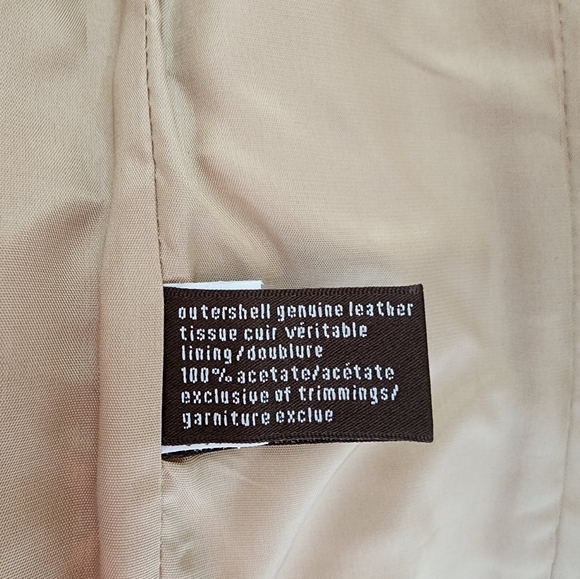 outershell genuine leather
tissue cuir véritable
lining/doublure
100% acetate/acétate
exclusive of trimmings/
garniture exclue